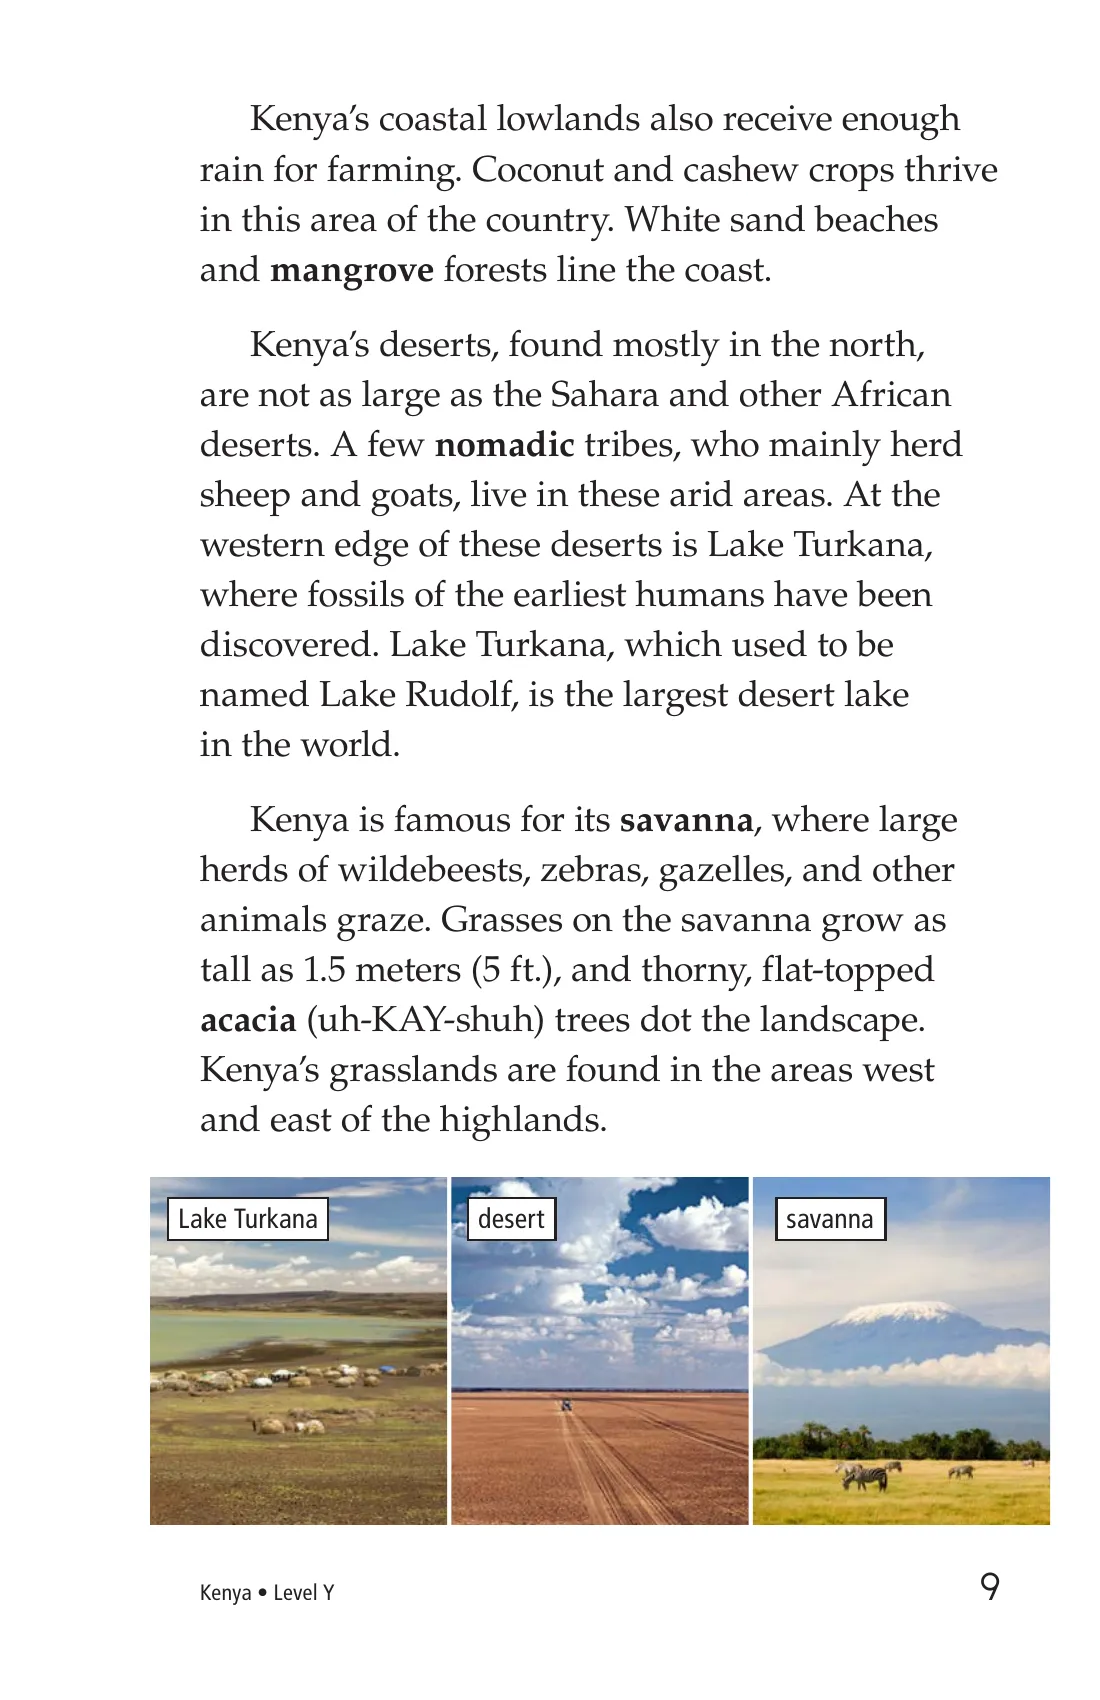 Kenya’s coastal lowlands also receive enough
rain for farming. Coconut and cashew crops thrive
in this area of the country. White sand beaches
and mangrove forests line the coast.
Kenya’s deserts, found mostly in the north,
are not as large as the Sahara and other African
deserts. A few nomadic tribes, who mainly herd
sheep and goats, live in these arid areas. At the
western edge of these deserts is Lake Turkana,
where fossils of the earliest humans have been
discovered. Lake Turkana, which used to be
named Lake Rudolf, is the largest desert lake
in the world.
Kenya is famous for its savanna, where large
herds of wildebeests, zebras, gazelles, and other
animals graze. Grasses on the savanna grow as
tall as 1.5 meters (5 ft.), and thorny, flat-topped
acacia (uh-KAY-shuh) trees dot the landscape.
Kenya’s grasslands are found in the areas west
and east of the highlands.
Lake Turkana
desert
savanna
Kenya • Level Y
9